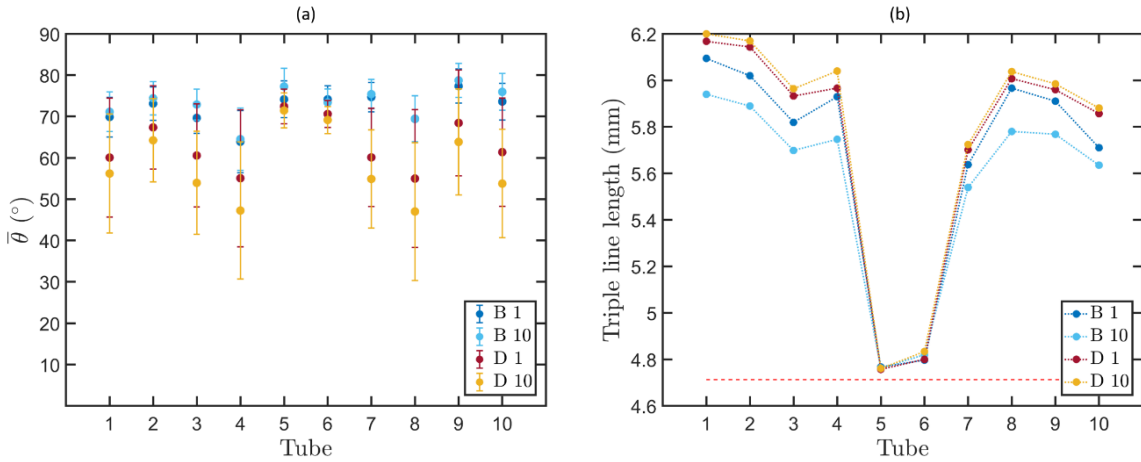 (a)
90
80
70
60
50
40
30
20
10
θ̅ (°)
1 2 3 4 5 6 7 8 9 10
Tube
B 1
B 10
D 1
D 10
(b)
6.2
6
5.8
5.6
5.4
5.2
5
4.8
4.6
Triple line length (mm)
1 2 3 4 5 6 7 8 9 10
Tube
B 1
B 10
D 1
D 10